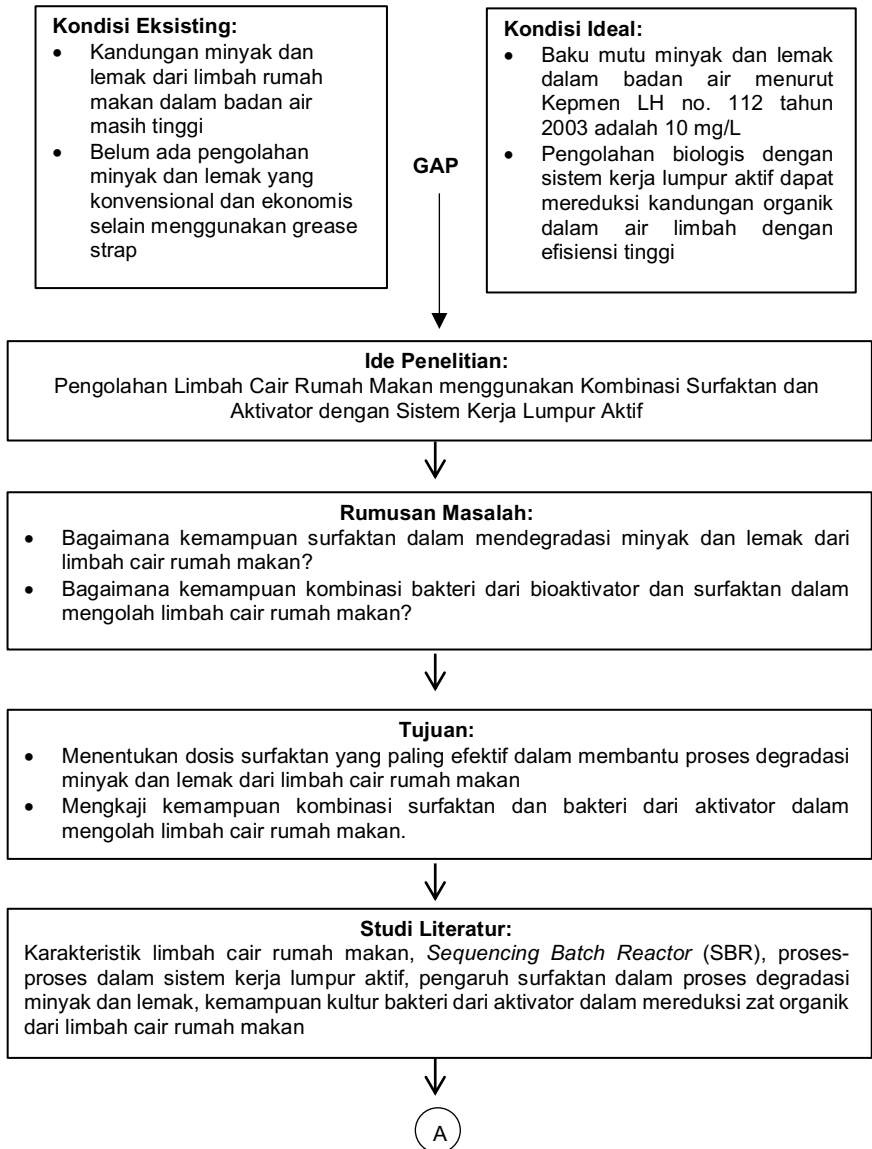 Kondisi Eksisting:
• Kandungan minyak dan
lemak dari limbah rumah
makan dalam badan air
masih tinggi
• Belum ada pengolahan
minyak dan lemak yang
konvensional dan ekonomis
selain menggunakan grease
strap
GAP
Kondisi Ideal:
• Baku mutu minyak dan lemak
dalam badan air menurut
Kepmen LH no. 112 tahun
2003 adalah 10 mg/L
• Pengolahan biologis dengan
sistem kerja lumpur aktif dapat
mereduksi kandungan organik
dalam air limbah dengan
efisiensi tinggi
Ide Penelitian:
Pengolahan Limbah Cair Rumah Makan menggunakan Kombinasi Surfaktan dan
Aktivator dengan Sistem Kerja Lumpur Aktif
Rumusan Masalah:
• Bagaimana kemampuan surfaktan dalam mendegradasi minyak dan lemak dari
limbah cair rumah makan?
• Bagaimana kemampuan kombinasi bakteri dari bioaktivator dan surfaktan dalam
mengolah limbah cair rumah makan?
Tujuan:
• Menentukan dosis surfaktan yang paling efektif dalam membantu proses degradasi
minyak dan lemak dari limbah cair rumah makan
• Mengkaji kemampuan kombinasi surfaktan dan bakteri dari aktivator dalam
mengolah limbah cair rumah makan.
Studi Literatur:
Karakteristik limbah cair rumah makan, Sequencing Batch Reactor (SBR), proses-
proses dalam sistem kerja lumpur aktif, pengaruh surfaktan dalam proses degradasi
minyak dan lemak, kemampuan kultur bakteri dari aktivator dalam mereduksi zat organik
dari limbah cair rumah makan
A